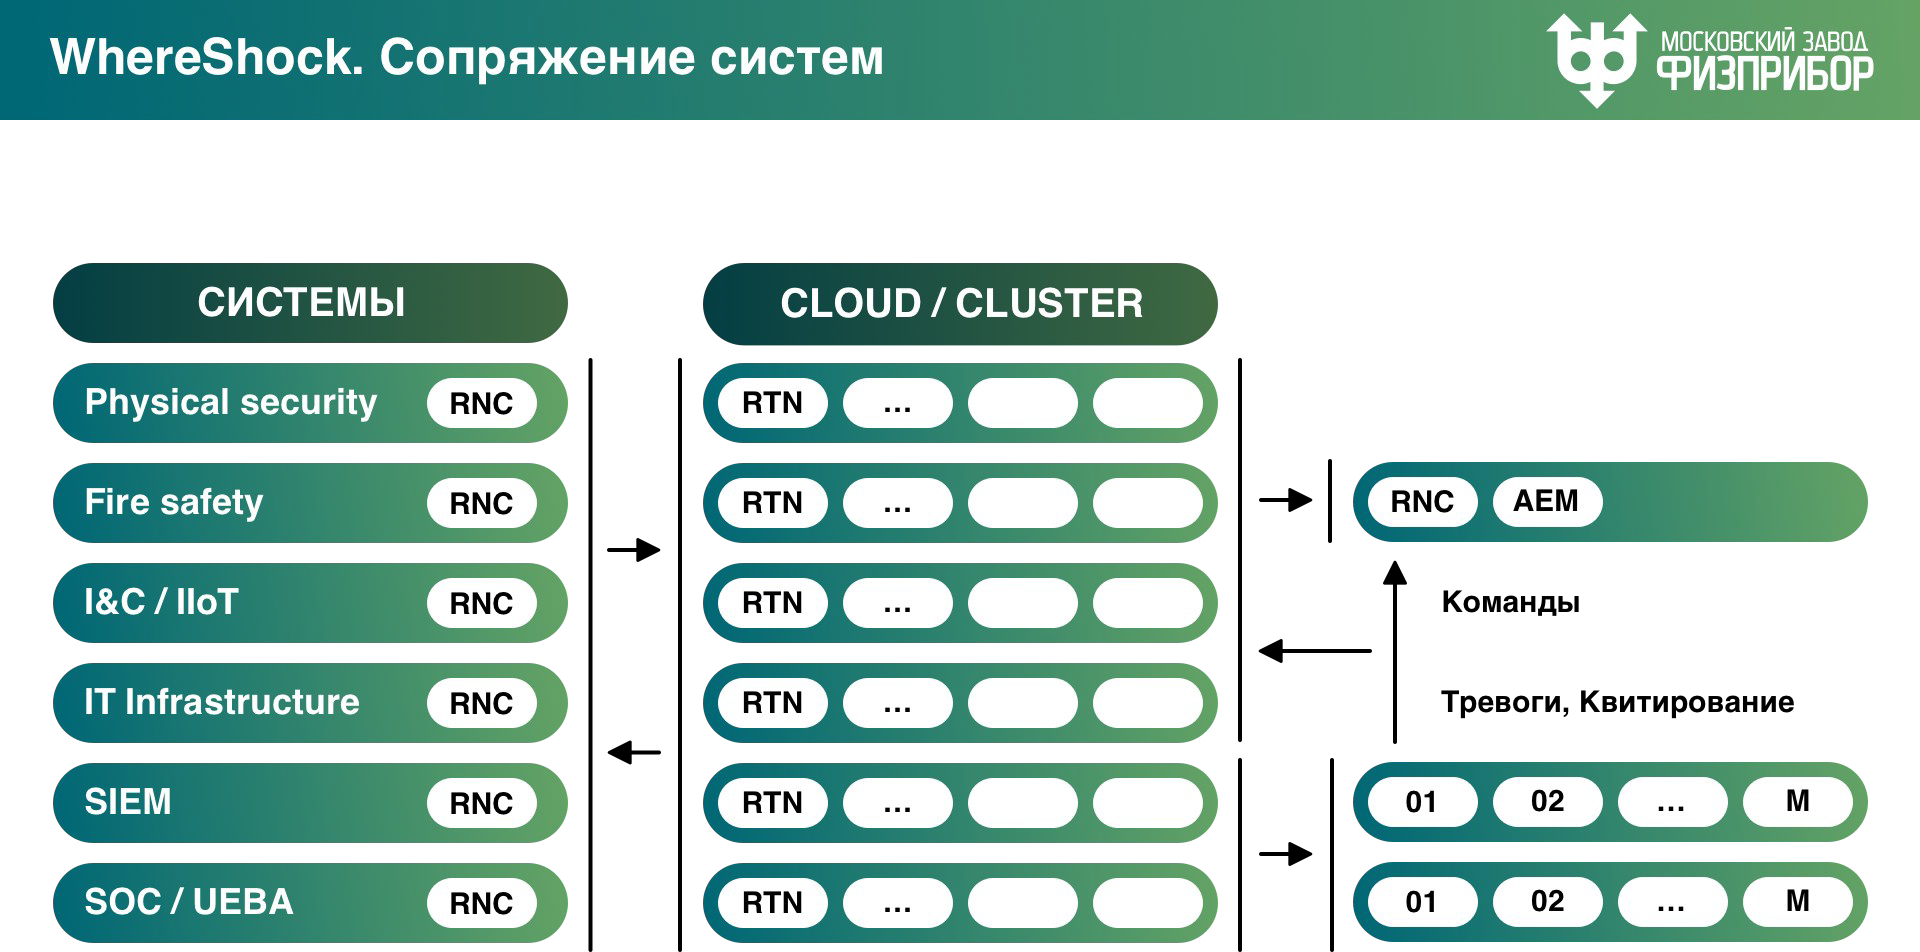 WhereShock. Сопряжение систем
МОСКОВСКИЙ ЗАВОД
ФИЗПРИБОР
СИСТЕМЫ
Physical security RNC
Fire safety RNC
I&C / IIoT RNC
IT Infrastructure RNC
SIEM RNC
SOC / UEBA RNC
CLOUD / CLUSTER
RTN ...
RTN ...
RTN ...
RTN ...
RTN ...
RTN ...
RNC AEM
Команды
Тревоги, Квитирование
01 02 ... M
01 02 ... M